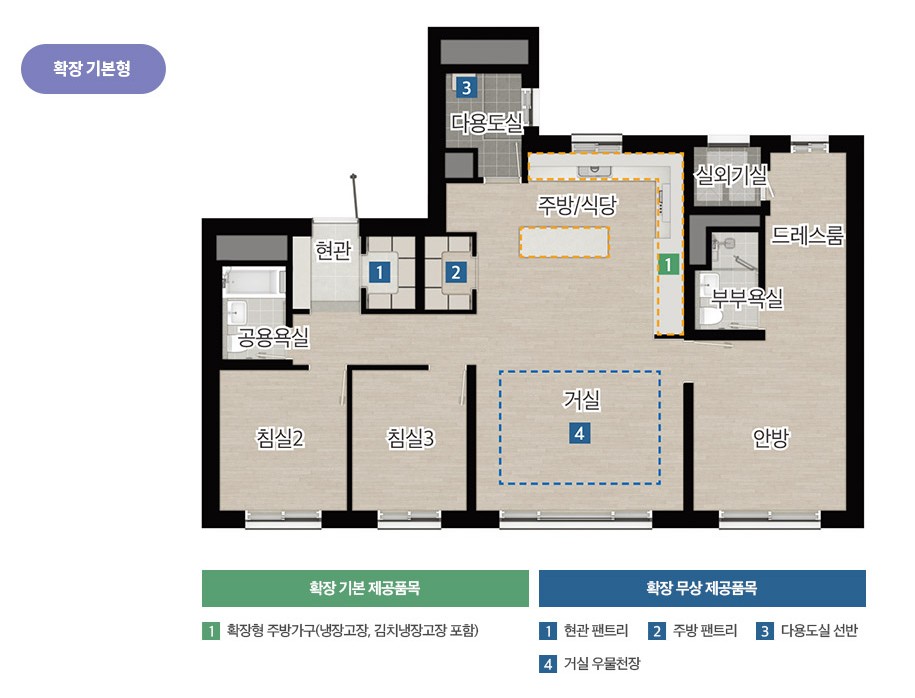 확장 기본형
3
다용도실
실외기실
주방/식당
드레스룸
현관
1
2
1
부부욕실
공용욕실
거실
침실2
침실3
4
안방
확장 기본 제공품목
1 확장형 주방가구(냉장고장, 김치냉장고장 포함)
확장 무상 제공품목
1 현관 팬트리 2 주방 팬트리 3 다용도실 선반
4 거실 우물천장